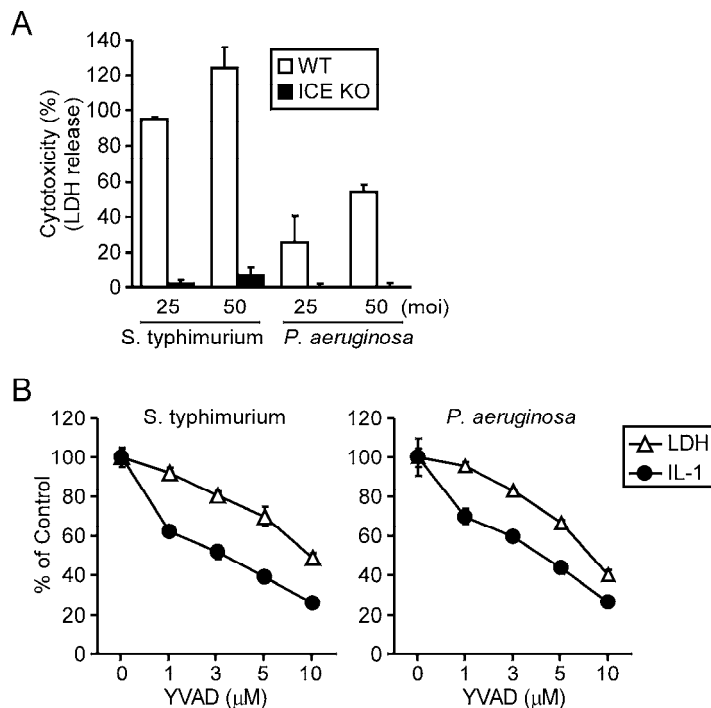 A
Cytotoxicity (%)
(LDH release)
140
120
100
80
60
40
20
0
WT
ICE KO
25 50 25 50 (moi)
S. typhimurium P. aeruginosa
B
S. typhimurium P. aeruginosa
% of Control
120 120
100 100
80 80
60 60
40 40
20 20
0 0
LDH
IL-1
0 1 3 5 10 0 1 3 5 10
YVAD (μM) YVAD (μM)